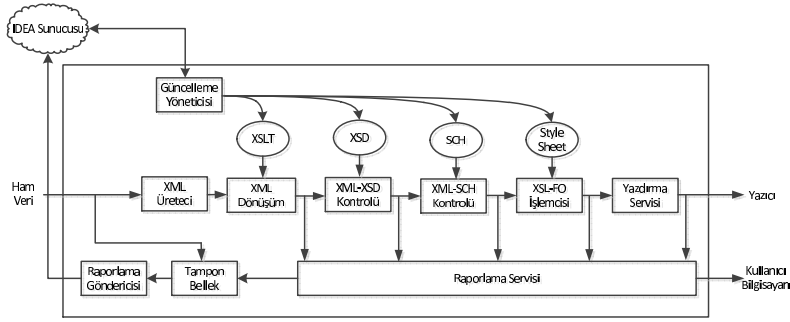 IDEA Sunucusu
Güncelleme
Yöneticisi
XSLT
XSD
SCH
Style
Sheet
Ham
Veri
XML
Üreteci
XML
Dönüşüm
XML-XSD
Kontrolü
XML-SCH
Kontrolü
XSL-FO
İşlemcisi
Yazdırma
Servisi
Yazıcı
Raporlama
Göndericisi
Tampon
Bellek
Raporlama Servisi
Kullanıcı
Bilgisayarı